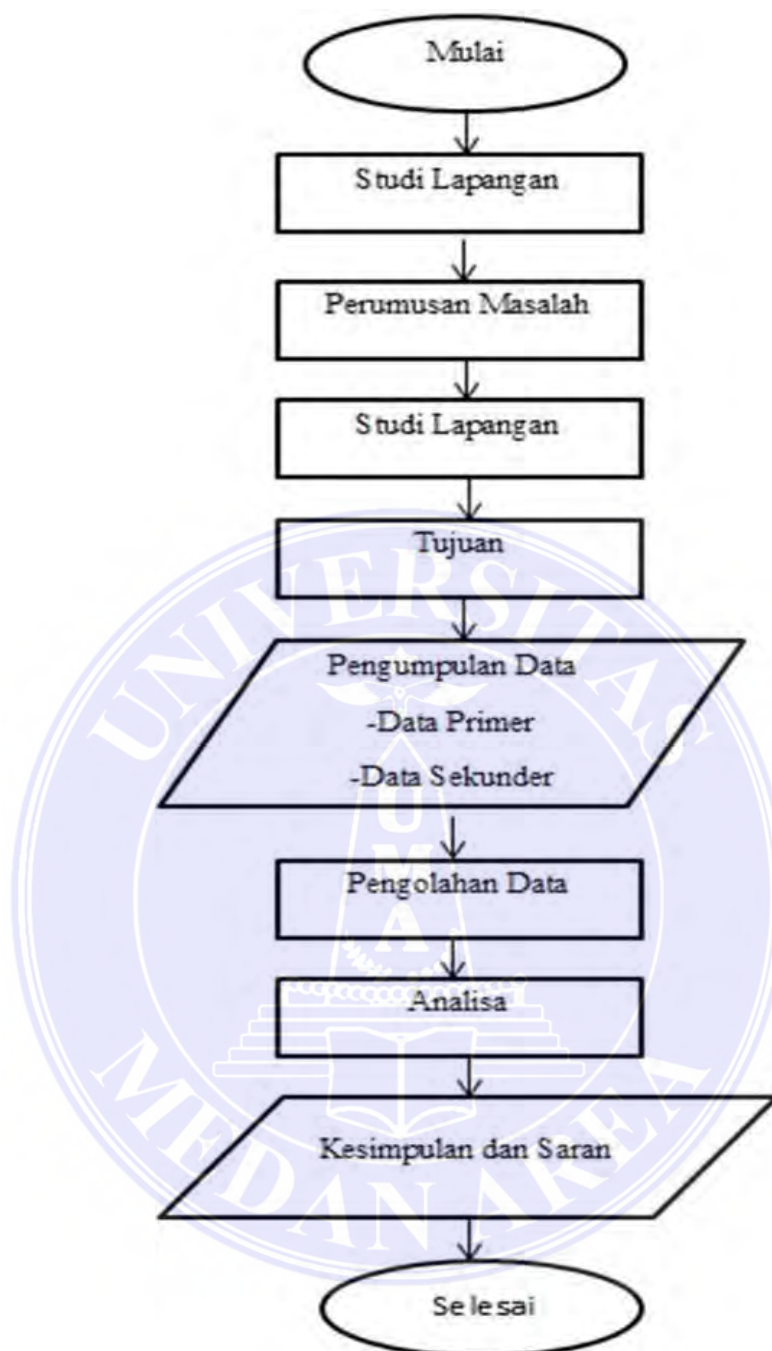 Mulai
Studi Lapangan
Perumusan Masalah
Studi Lapangan
Tujuan
Pengumpulan Data
-Data Primer
-Data Sekunder
Pengolahan Data
Analisa
Kesimpulan dan Saran
Selesai
UNIVERSITAS
UMA
MEDAN AREA